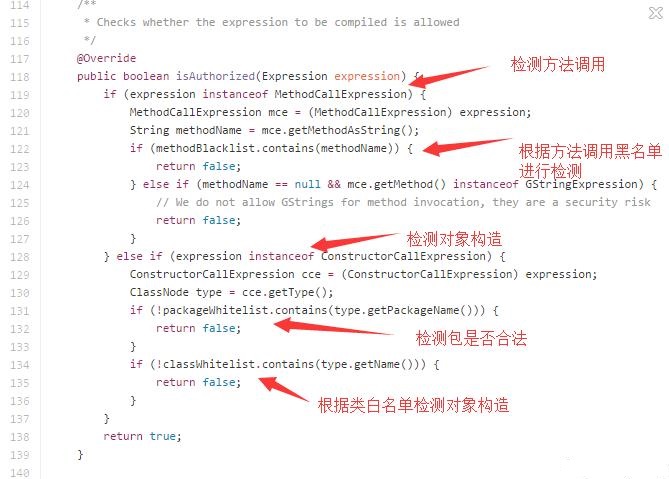 114 /**
115 * Checks whether the expression to be compiled is allowed
116 */
117 @Override
118 public boolean isAuthorized(Expression expression) {
检测方法调用
119 if (expression instanceof MethodCallExpression) {
120 MethodCallExpression mce = (MethodCallExpression) expression;
121 String methodName = mce.getMethodAsString();
122 if (methodBlacklist.contains(methodName)) {
根据方法调用黑名单
进行检测
123 return false;
124 } else if (methodName == null && mce.getMethod() instanceof GStringExpression) {
125 // We do not allow GStrings for method invocation, they are a security risk
126 return false;
127 }
检测对象构造
128 } else if (expression instanceof ConstructorCallExpression) {
129 ConstructorCallExpression cce = (ConstructorCallExpression) expression;
130 ClassNode type = cce.getType();
131 if (!packageWhitelist.contains(type.getPackageName())) {
132 return false;
检测包是否合法
133 }
134 if (!classWhitelist.contains(type.getName())) {
135 return false;
136 }
根据类白名单检测对象构造
137 }
138 return true;
139 }
140